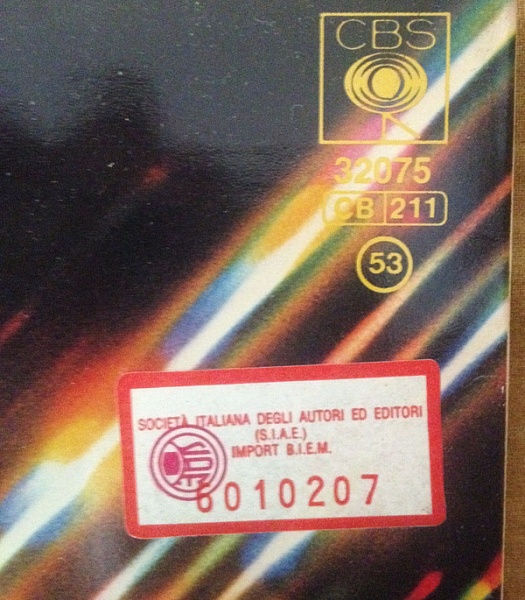 CBS
32075
CB 211
53
SOCIETÀ ITALIANA DEGLI AUTORI ED EDITORI
(S.I.A.E.)
IMPORT B.I.E.M.
6010207